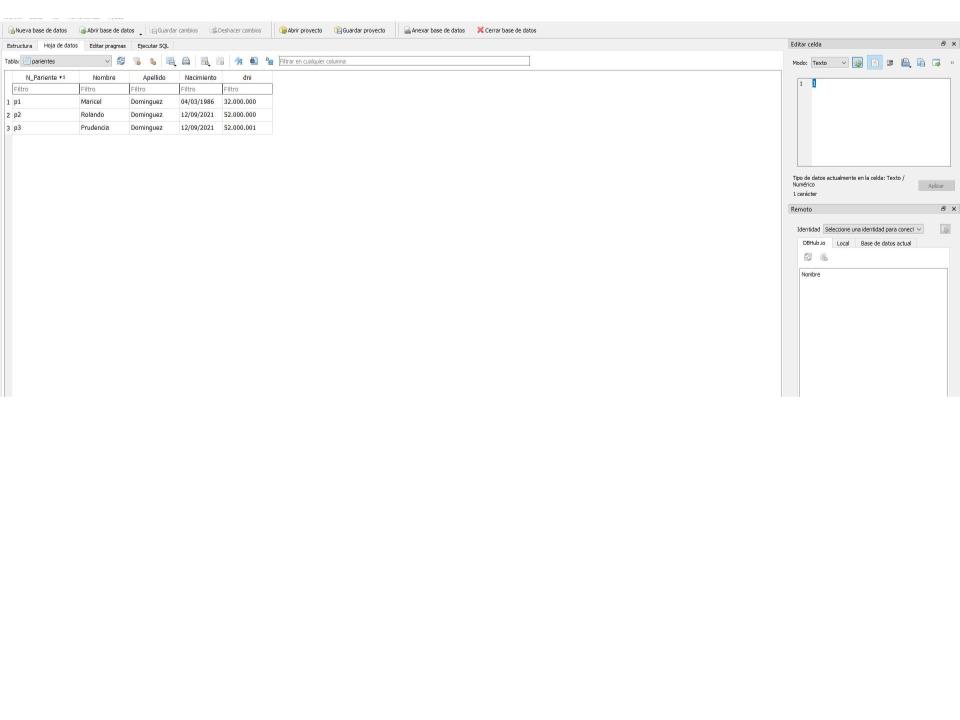 Nueva base de datos Abrir base de datos Guardar cambios Deshacer cambios Abrir proyecto Guardar proyecto Anexar base de datos Cerrar base de datos
Estructura Hoja de datos Editar pragmas Ejecutar SQL
Tabla: parientes Filtrar en cualquier columna
N_Pariente 1 Nombre Apellido Nacimiento dni
Filtro Filtro Filtro Filtro Filtro
1 p1 Maricel Dominguez 04/03/1986 32.000.000
2 p2 Rolando Dominguez 12/09/2021 52.000.000
3 p3 Prudencia Dominguez 12/09/2021 52.000.001
Editar celda
Modo: Texto
1 1
Tipo de datos actualmente en la celda: Texto /
Numérico
1 carácter
Aplicar
Remoto
Identidad Seleccione una identidad para conect
DBHub.io Local Base de datos actual
Nombre